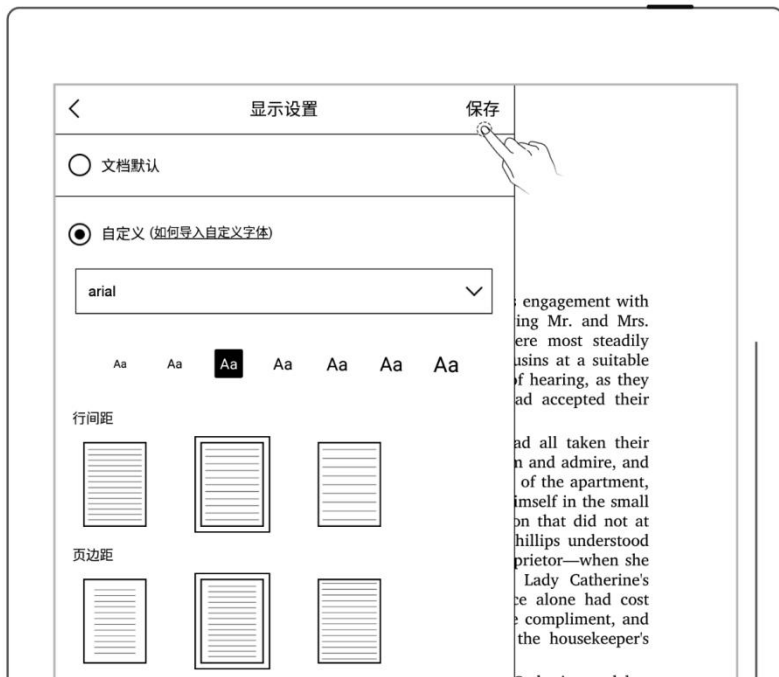 显示设置
保存
文档默认
自定义 (如何导入自定义字体)
arial
Aa Aa Aa Aa Aa Aa Aa
行间距
页边距
engagement with
ing Mr. and Mrs.
ere most steadily
usins at a suitable
of hearing, as they
ad accepted their
ad all taken their
n and admire, and
of the apartment,
imself in the small
on that did not at
hillips understood
prietor—when she
Lady Catherine's
ce alone had cost
compliment, and
the housekeeper's